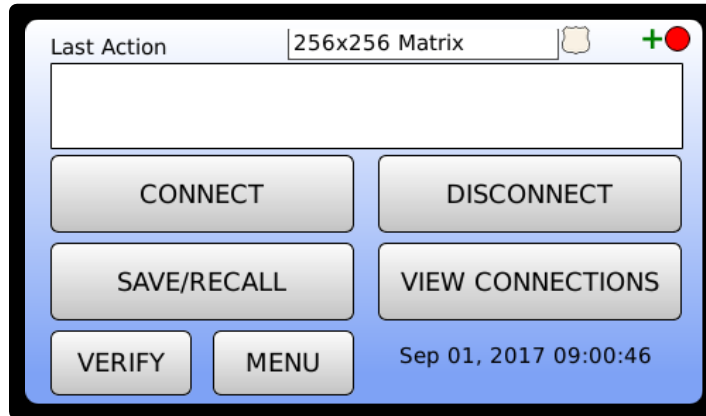 Last Action 256x256 Matrix +
CONNECT DISCONNECT
SAVE/RECALL VIEW CONNECTIONS
VERIFY MENU Sep 01, 2017 09:00:46